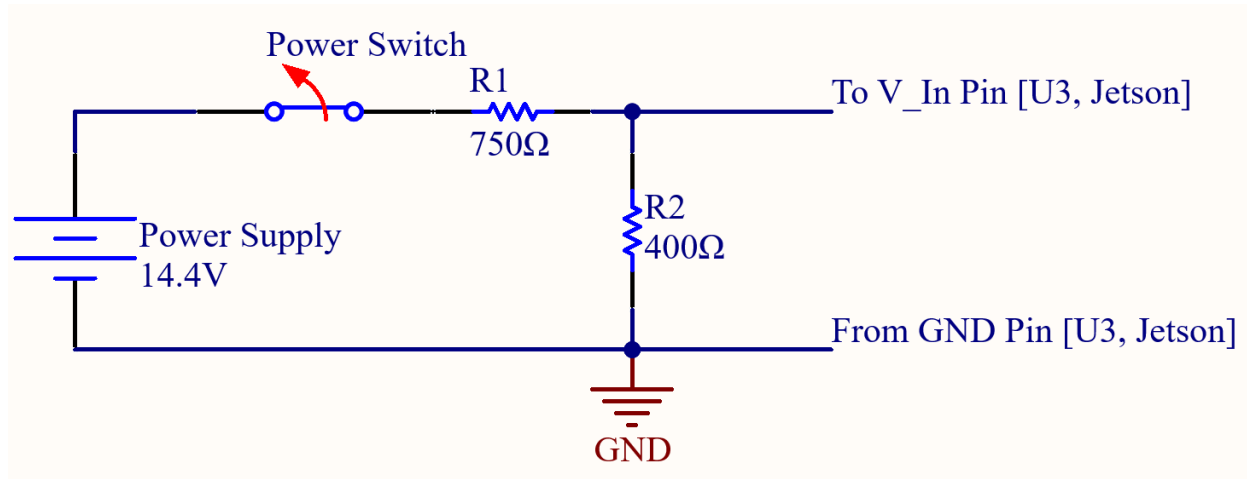 Power Switch
R1
750Ω
To V_In Pin [U3, Jetson]
R2
400Ω
Power Supply
14.4V
From GND Pin [U3, Jetson]
GND